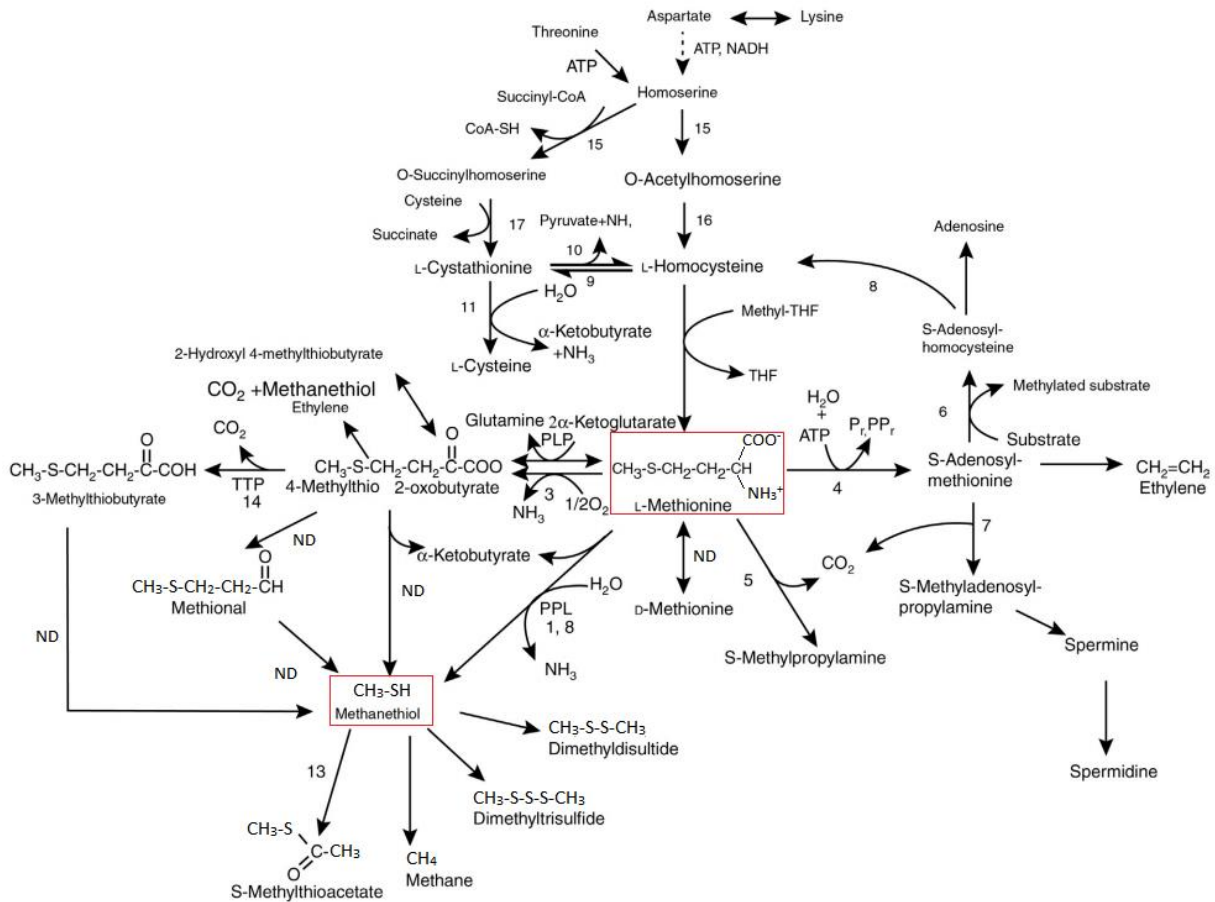 Aspartate
Lysine
Threonine
ATP, NADH
ATP
Succinyl-CoA
Homoserine
CoA-SH
15
15
O-Succinylhomoserine
O-Acetylhomoserine
Cysteine
17
Pyruvate+NH,
16
Succinate
10
Adenosine
L-Cystathionine
L-Homocysteine
9
8
11
H2O
Methyl-THF
α-Ketobutyrate
+NH3
S-Adenosyl-
homocysteine
L-Cysteine
THF
2-Hydroxyl 4-methylthiobutyrate
CO2 +Methanethiol
Ethylene
H2O
+
ATP
Pr,PPr
6
Methylated substrate
Substrate
CO2
Glutamine 2α-Ketoglutarate
PLP
COO-
O
CH3-S-CH2-CH2-C-COH
3-Methylthiobutyrate
TTP
14
O
CH3-S-CH2-CH2-C-COO
4-Methylthio 2-oxobutyrate
NH3
3
1/2O2
CH3-S-CH2-CH2-CH
NH3+
L-Methionine
4
S-Adenosyl-
methionine
CH2=CH2
Ethylene
7
ND
O
CH3-S-CH2-CH2-CH
Methional
ND
α-Ketobutyrate
H2O
PPL
1, 8
NH3
ND
D-Methionine
5
CO2
S-Methyladenosyl-
propylamine
S-Methylpropylamine
Spermine
ND
ND
CH3-SH
Methanethiol
CH3-S-S-CH3
Dimethyldisultide
Spermidine
13
CH3-S-S-S-CH3
Dimethyltrisulfide
CH3-S
C-CH3
O
S-Methylthioacetate
CH4
Methane